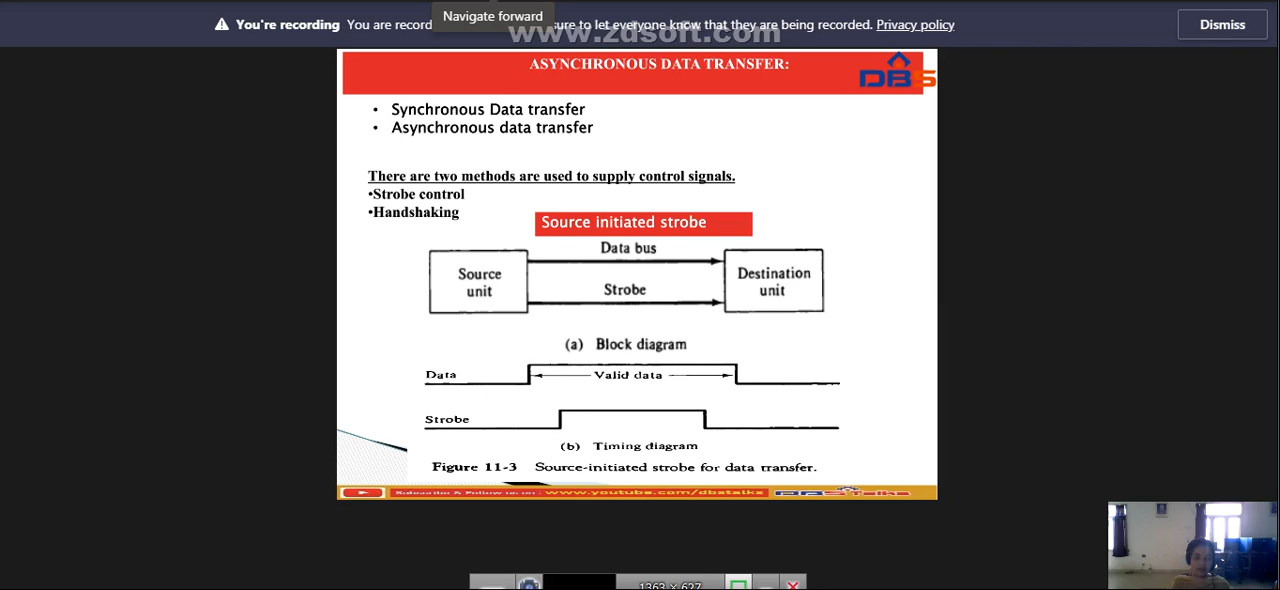 Navigate forward
You're recording You are record sure to let everyone know that they are being recorded. Privacy policy
Dismiss
www.zdsoft.com
ASYNCHRONOUS DATA TRANSFER:
DBS
• Synchronous Data transfer
• Asynchronous data transfer
There are two methods are used to supply control signals.
•Strobe control
•Handshaking
Source initiated strobe
Data bus
Source
unit
Destination
unit
Strobe
(a) Block diagram
Data
Valid data
Strobe
(b) Timing diagram
Figure 11-3 Source-initiated strobe for data transfer.
Subscribe & Follow us on : www.youtube.com/dbstalks DBS Talks
1363 × 627